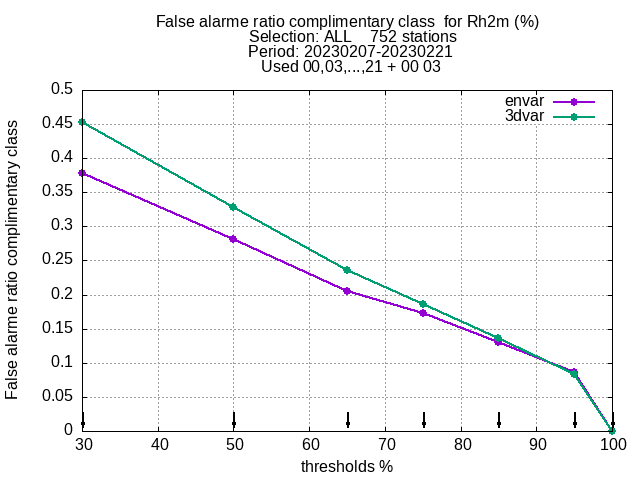 False alarme ratio complimentary class  for Rh2m (%)
Selection: ALL    752 stations
Period: 20230207-20230221
Used 00,03,...,21 + 00 03
envar
3dvar
False alarme ratio complimentary class
0.5
0.45
0.4
0.35
0.3
0.25
0.2
0.15
0.1
0.05
0
30 40 50 60 70 80 90 100
thresholds %